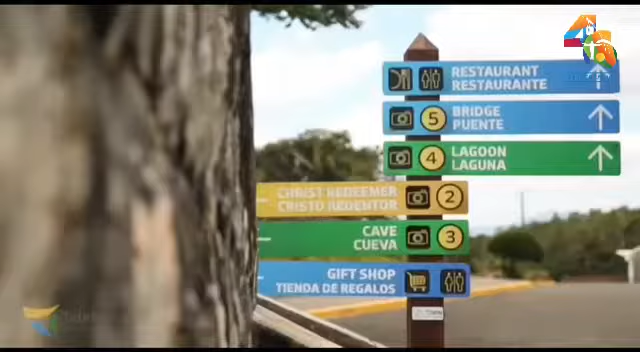 RESTAURANT
RESTAURANTE
5 BRIDGE
PUENTE
4 LAGOON
LAGUNA
CHRIST REDEEMER 2
CRISTO REDENTOR
CAVE 3
CUEVA
GIFT SHOP
TIENDA DE REGALOS